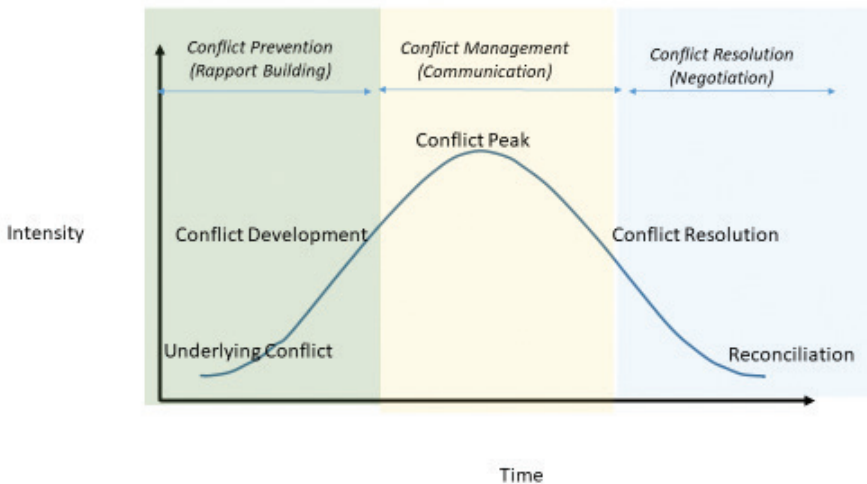 Conflict Prevention
(Rapport Building)
Conflict Management
(Communication)
Conflict Resolution
(Negotiation)
Conflict Peak
Intensity
Conflict Development
Conflict Resolution
Underlying Conflict
Reconciliation
Time